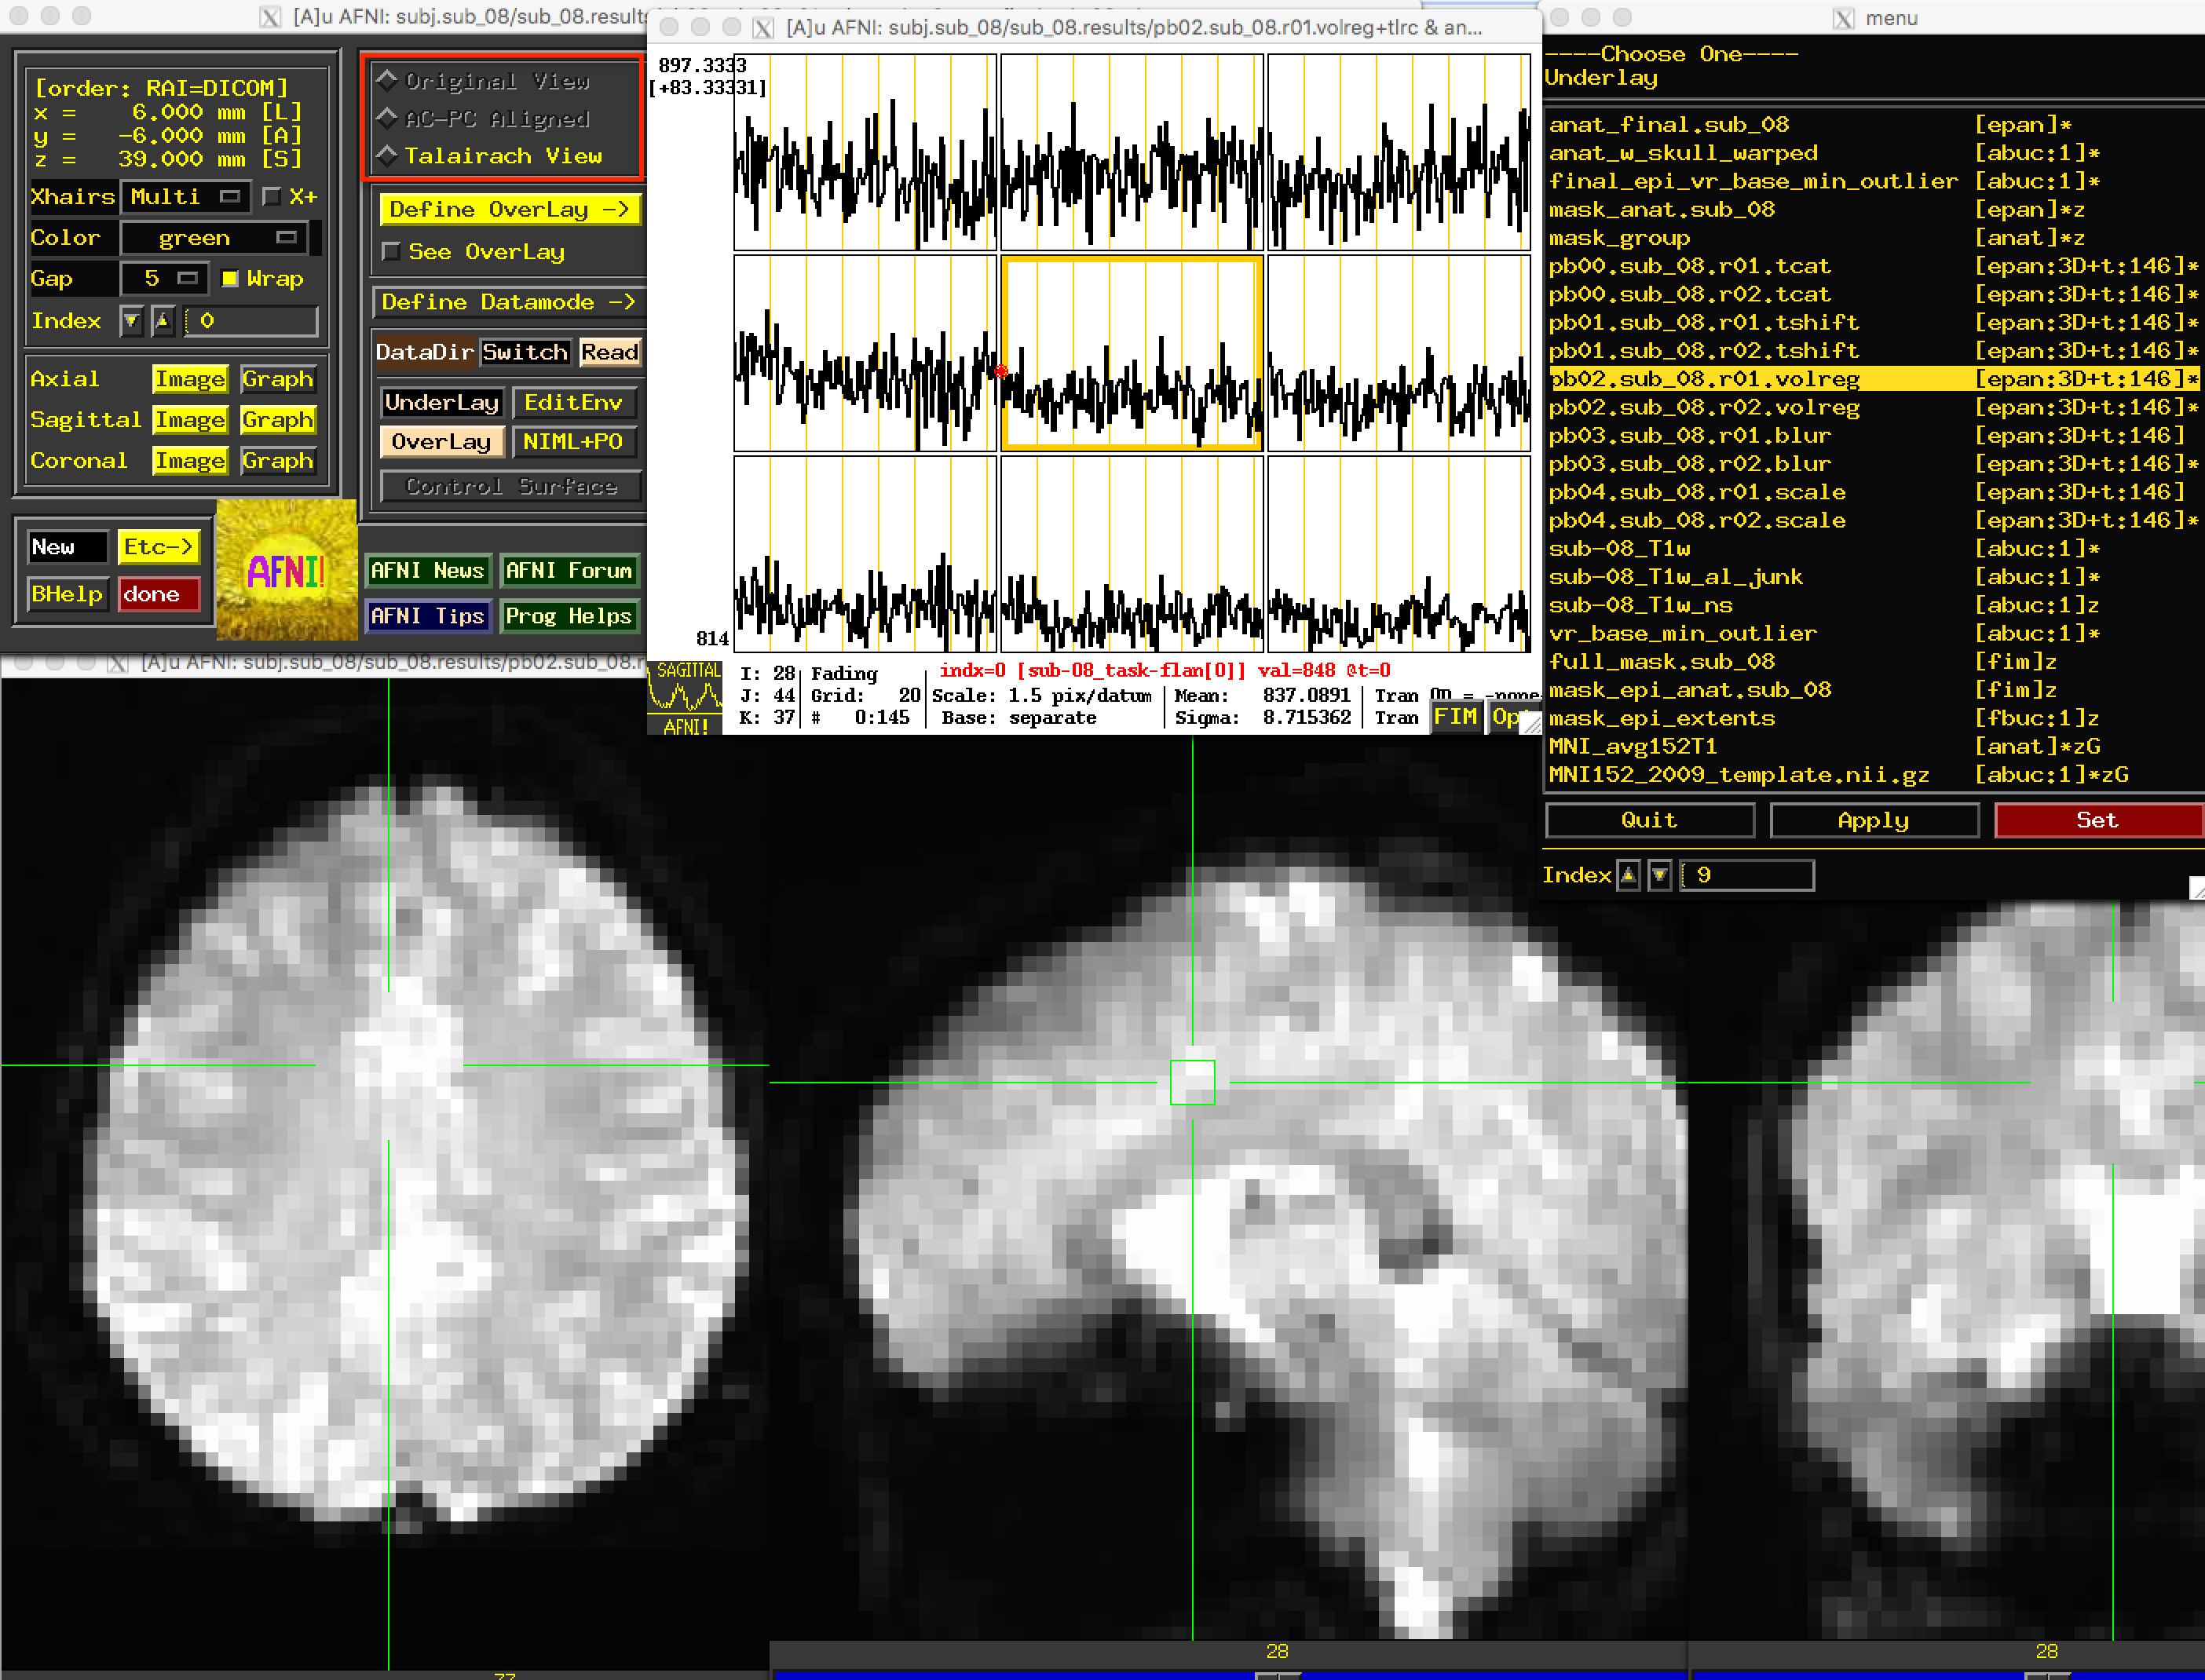 [A]u AFNI: subj.sub_08/sub_08.results
[order: RAI=DICOM]
x = 6.000 mm [L]
y = -6.000 mm [A]
z = 39.000 mm [S]
Xhairs Multi X+
Color green
Gap 5 Wrap
Index 0
Axial Image Graph
Sagittal Image Graph
Coronal Image Graph
New Etc->
BHelp done
AFNI!
Original View
AC-PC Aligned
Talairach View
Define OverLay ->
See OverLay
Define Datamode ->
DataDir Switch Read
UnderLay EditEnv
OverLay NIML+PO
Control Surface
AFNI News AFNI Forum
AFNI Tips Prog Helps
[A]u AFNI: subj.sub_08/sub_08.results/pb02.sub_08.r01.volreg+tlrc & an...
897.3333
[+83.33331]
814
SAGITTAL
AFNI!
indx=0 [sub-08_task-flan[0]] val=848 @t=0
I: 28 Fading
J: 44 Grid: 20 Scale: 1.5 pix/datum Mean: 837.0891 Tran 0D = -none-
K: 37 # 0:145 Base: separate Sigma: 8.715362 Tran
FIM
menu
----Choose One----
Underlay
anat_final.sub_08 [epan]*
anat_w_skull_warped [abuc:1]*
final_epi_vr_base_min_outlier [abuc:1]*
mask_anat.sub_08 [epan]*z
mask_group [anat]*z
pb00.sub_08.r01.tcat [epan:3D+t:146]*
pb00.sub_08.r02.tcat [epan:3D+t:146]*
pb01.sub_08.r01.tshift [epan:3D+t:146]*
pb01.sub_08.r02.tshift [epan:3D+t:146]*
pb02.sub_08.r01.volreg [epan:3D+t:146]*
pb02.sub_08.r02.volreg [epan:3D+t:146]*
pb03.sub_08.r01.blur [epan:3D+t:146]
pb03.sub_08.r02.blur [epan:3D+t:146]*
pb04.sub_08.r01.scale [epan:3D+t:146]
pb04.sub_08.r02.scale [epan:3D+t:146]*
sub-08_T1w [abuc:1]*
sub-08_T1w_al_junk [abuc:1]*
sub-08_T1w_ns [abuc:1]z
vr_base_min_outlier [abuc:1]*
full_mask.sub_08 [fim]z
mask_epi_anat.sub_08 [fim]z
mask_epi_extents [fbuc:1]z
MNI_avg152T1 [anat]*zG
MNI152_2009_template.nii.gz [abuc:1]*zG
Quit Apply Set
Index 9
[A]u AFNI: subj.sub_08/sub_08.results/pb02.sub_08.r
28
28